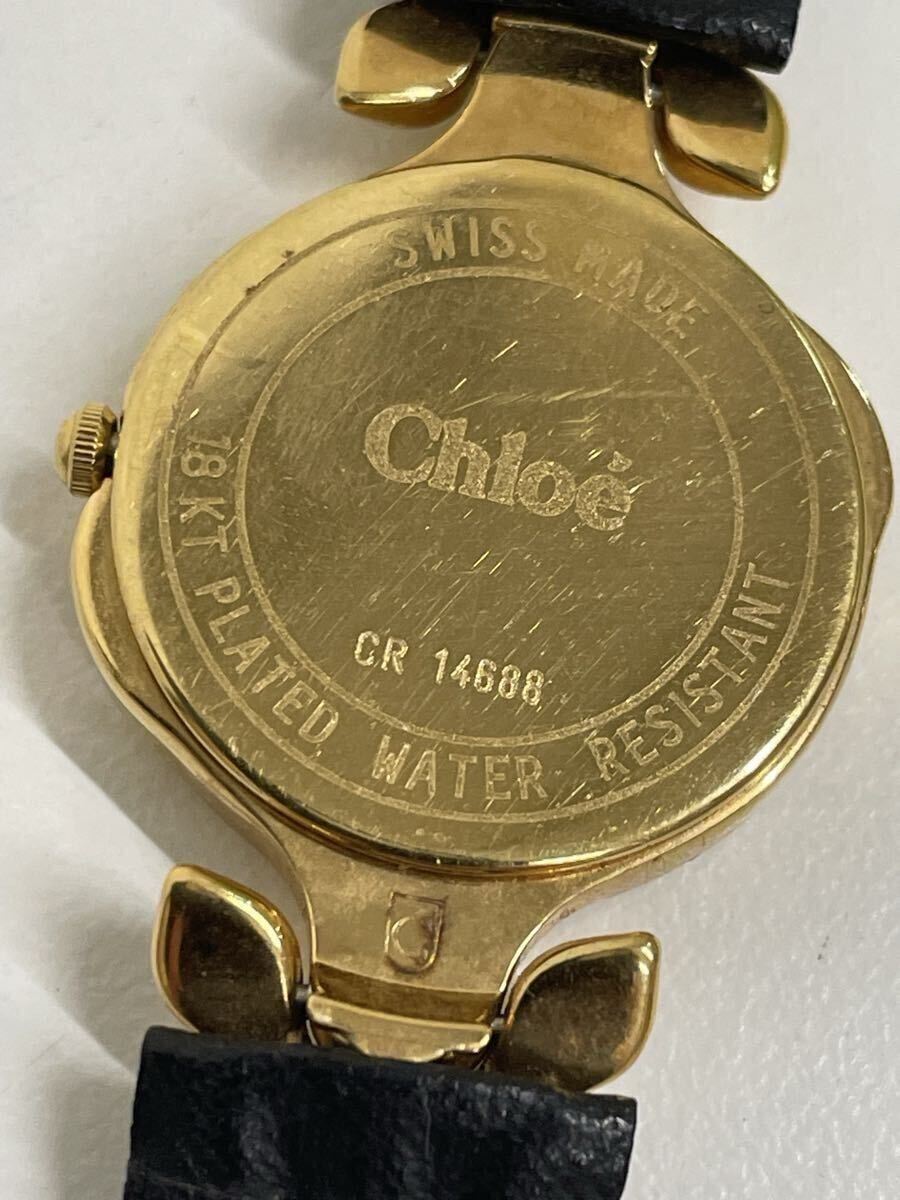 SWISS MADE
Chloé
CR 14688
18 KT PLATED WATER RESISTANT